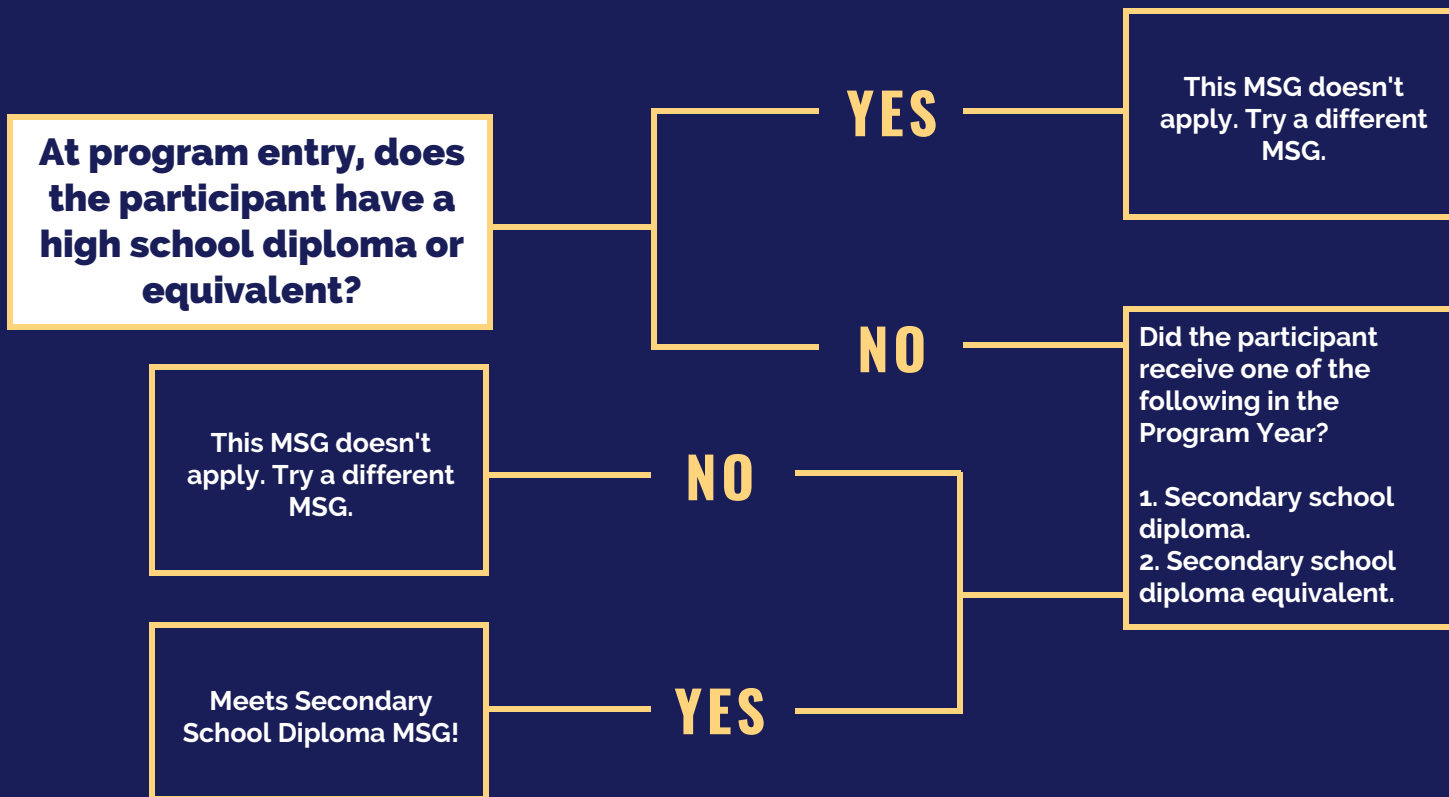 At program entry, does
the participant have a
high school diploma or
equivalent?
YES
This MSG doesn't
apply. Try a different
MSG.
NO
Did the participant
receive one of the
following in the
Program Year?
1. Secondary school
diploma.
2. Secondary school
diploma equivalent.
NO
This MSG doesn't
apply. Try a different
MSG.
YES
Meets Secondary
School Diploma MSG!